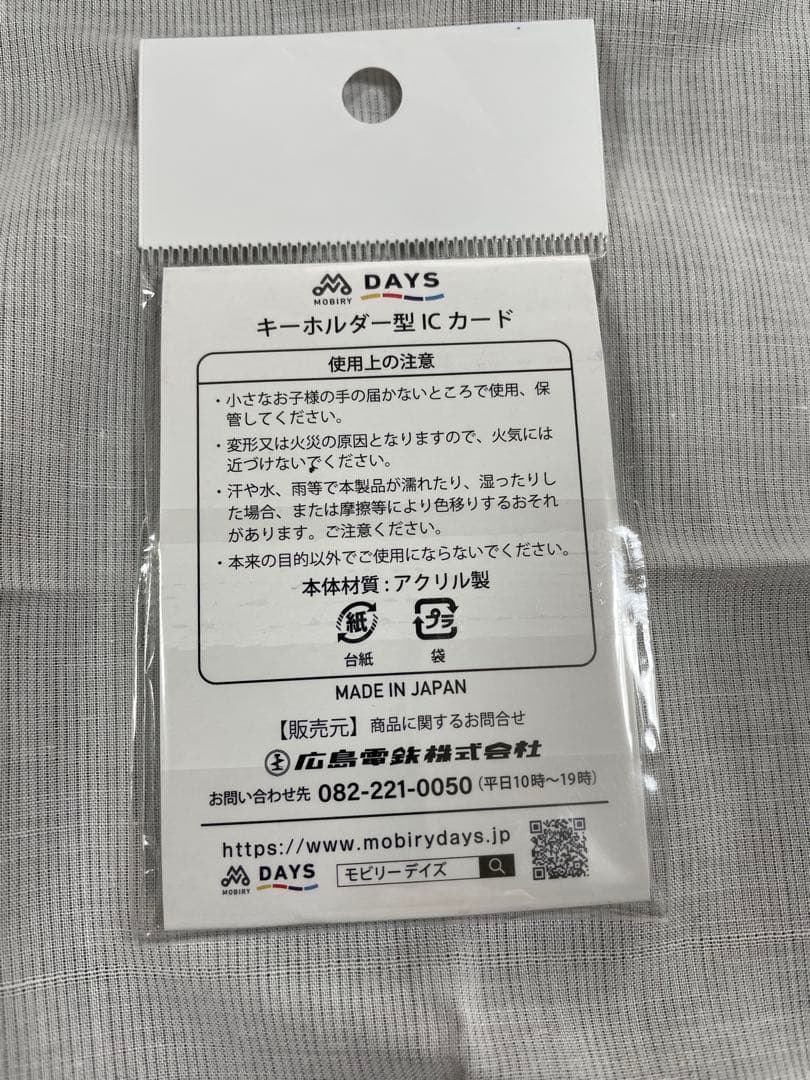 MOBIRY DAYS
キーホルダー型 IC カード
使用上の注意
・小さなお子様の手の届かないところで使用、保
管してください。
・変形又は火災の原因となりますので、火気には
近づけないでください。
・汗や水、雨等で本製品が濡れたり、湿ったりし
た場合、または摩擦等により色移りするおそれ
があります。ご注意ください。
・本来の目的以外でご使用にならないでください。
本体材質：アクリル製
紙 プラ
台紙 袋
MADE IN JAPAN
【販売元】商品に関するお問合せ
広島電鉄株式会社
お問い合わせ先 082-221-0050（平日10時～19時）
https://www.mobirydays.jp
MOBIRY DAYS モビリーデイズ